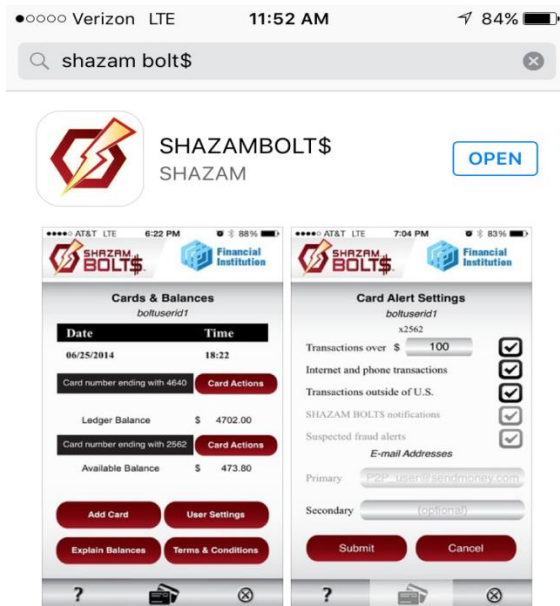 Verizon LTE 11:52 AM 84%
shazam bolt$
SHAZAMBOLT$
SHAZAM
OPEN
AT&T LTE 6:22 PM 88%
SHAZAM
BOLT$
Financial
Institution
Cards & Balances
boltuserid1
Date Time
06/25/2014 18:22
Card number ending with 4640 Card Actions
Ledger Balance $ 4702.00
Card number ending with 2562 Card Actions
Available Balance $ 473.80
Add Card User Settings
Explain Balances Terms & Conditions
?
AT&T LTE 7:04 PM 83%
SHAZAM
BOLT$
Financial
Institution
Card Alert Settings
boltuserid1
x2562
Transactions over $ 100
Internet and phone transactions
Transactions outside of U.S.
SHAZAM BOLTS notifications
Suspected fraud alerts
E-mail Addresses
Primary P2P_user@sendmoney.com
Secondary (optional)
Submit Cancel
?